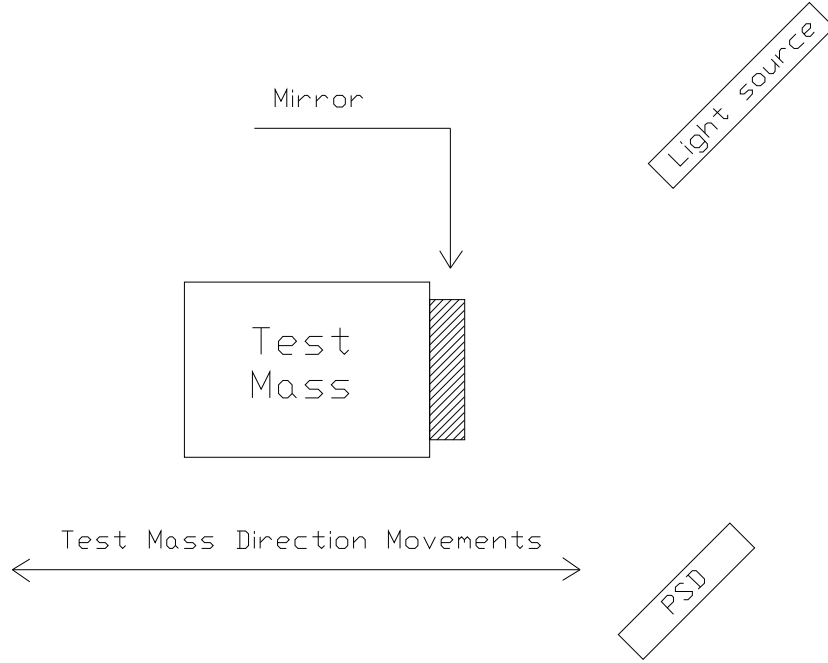 Light source
Mirror
Test
Mass
Test Mass Direction Movements
PSD